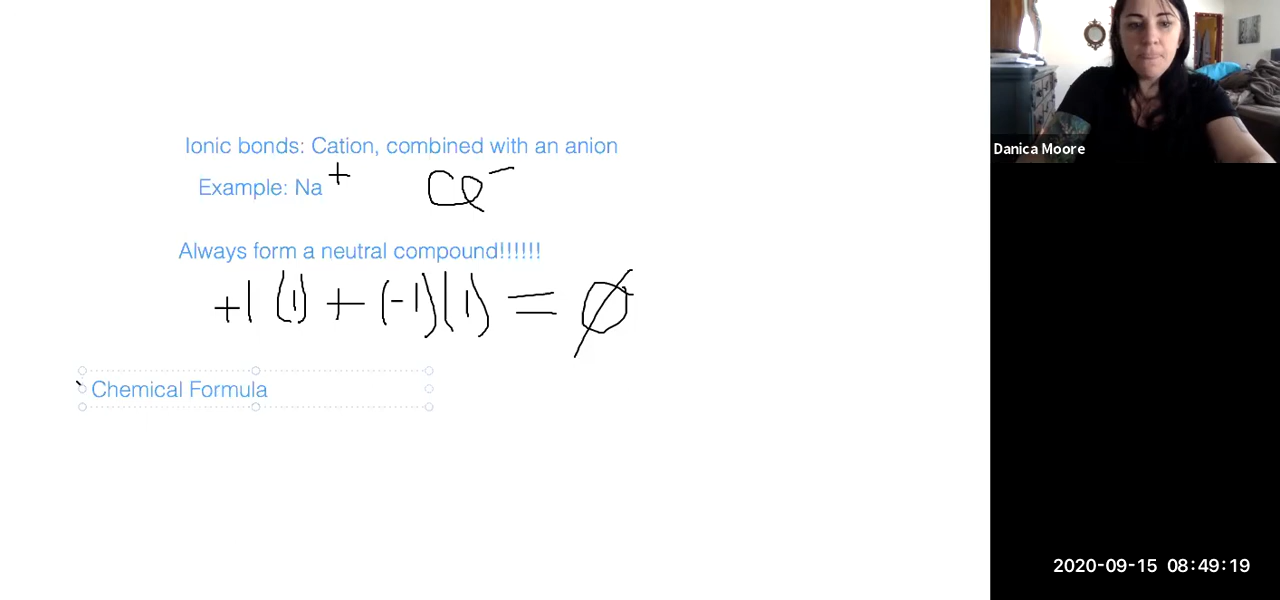 Ionic bonds: Cation, combined with an anion
Example: Na + Cl -
Always form a neutral compound!!!!!!
+1 (1) + (-1)(1) = 0
Chemical Formula
Danica Moore
2020-09-15 08:49:19